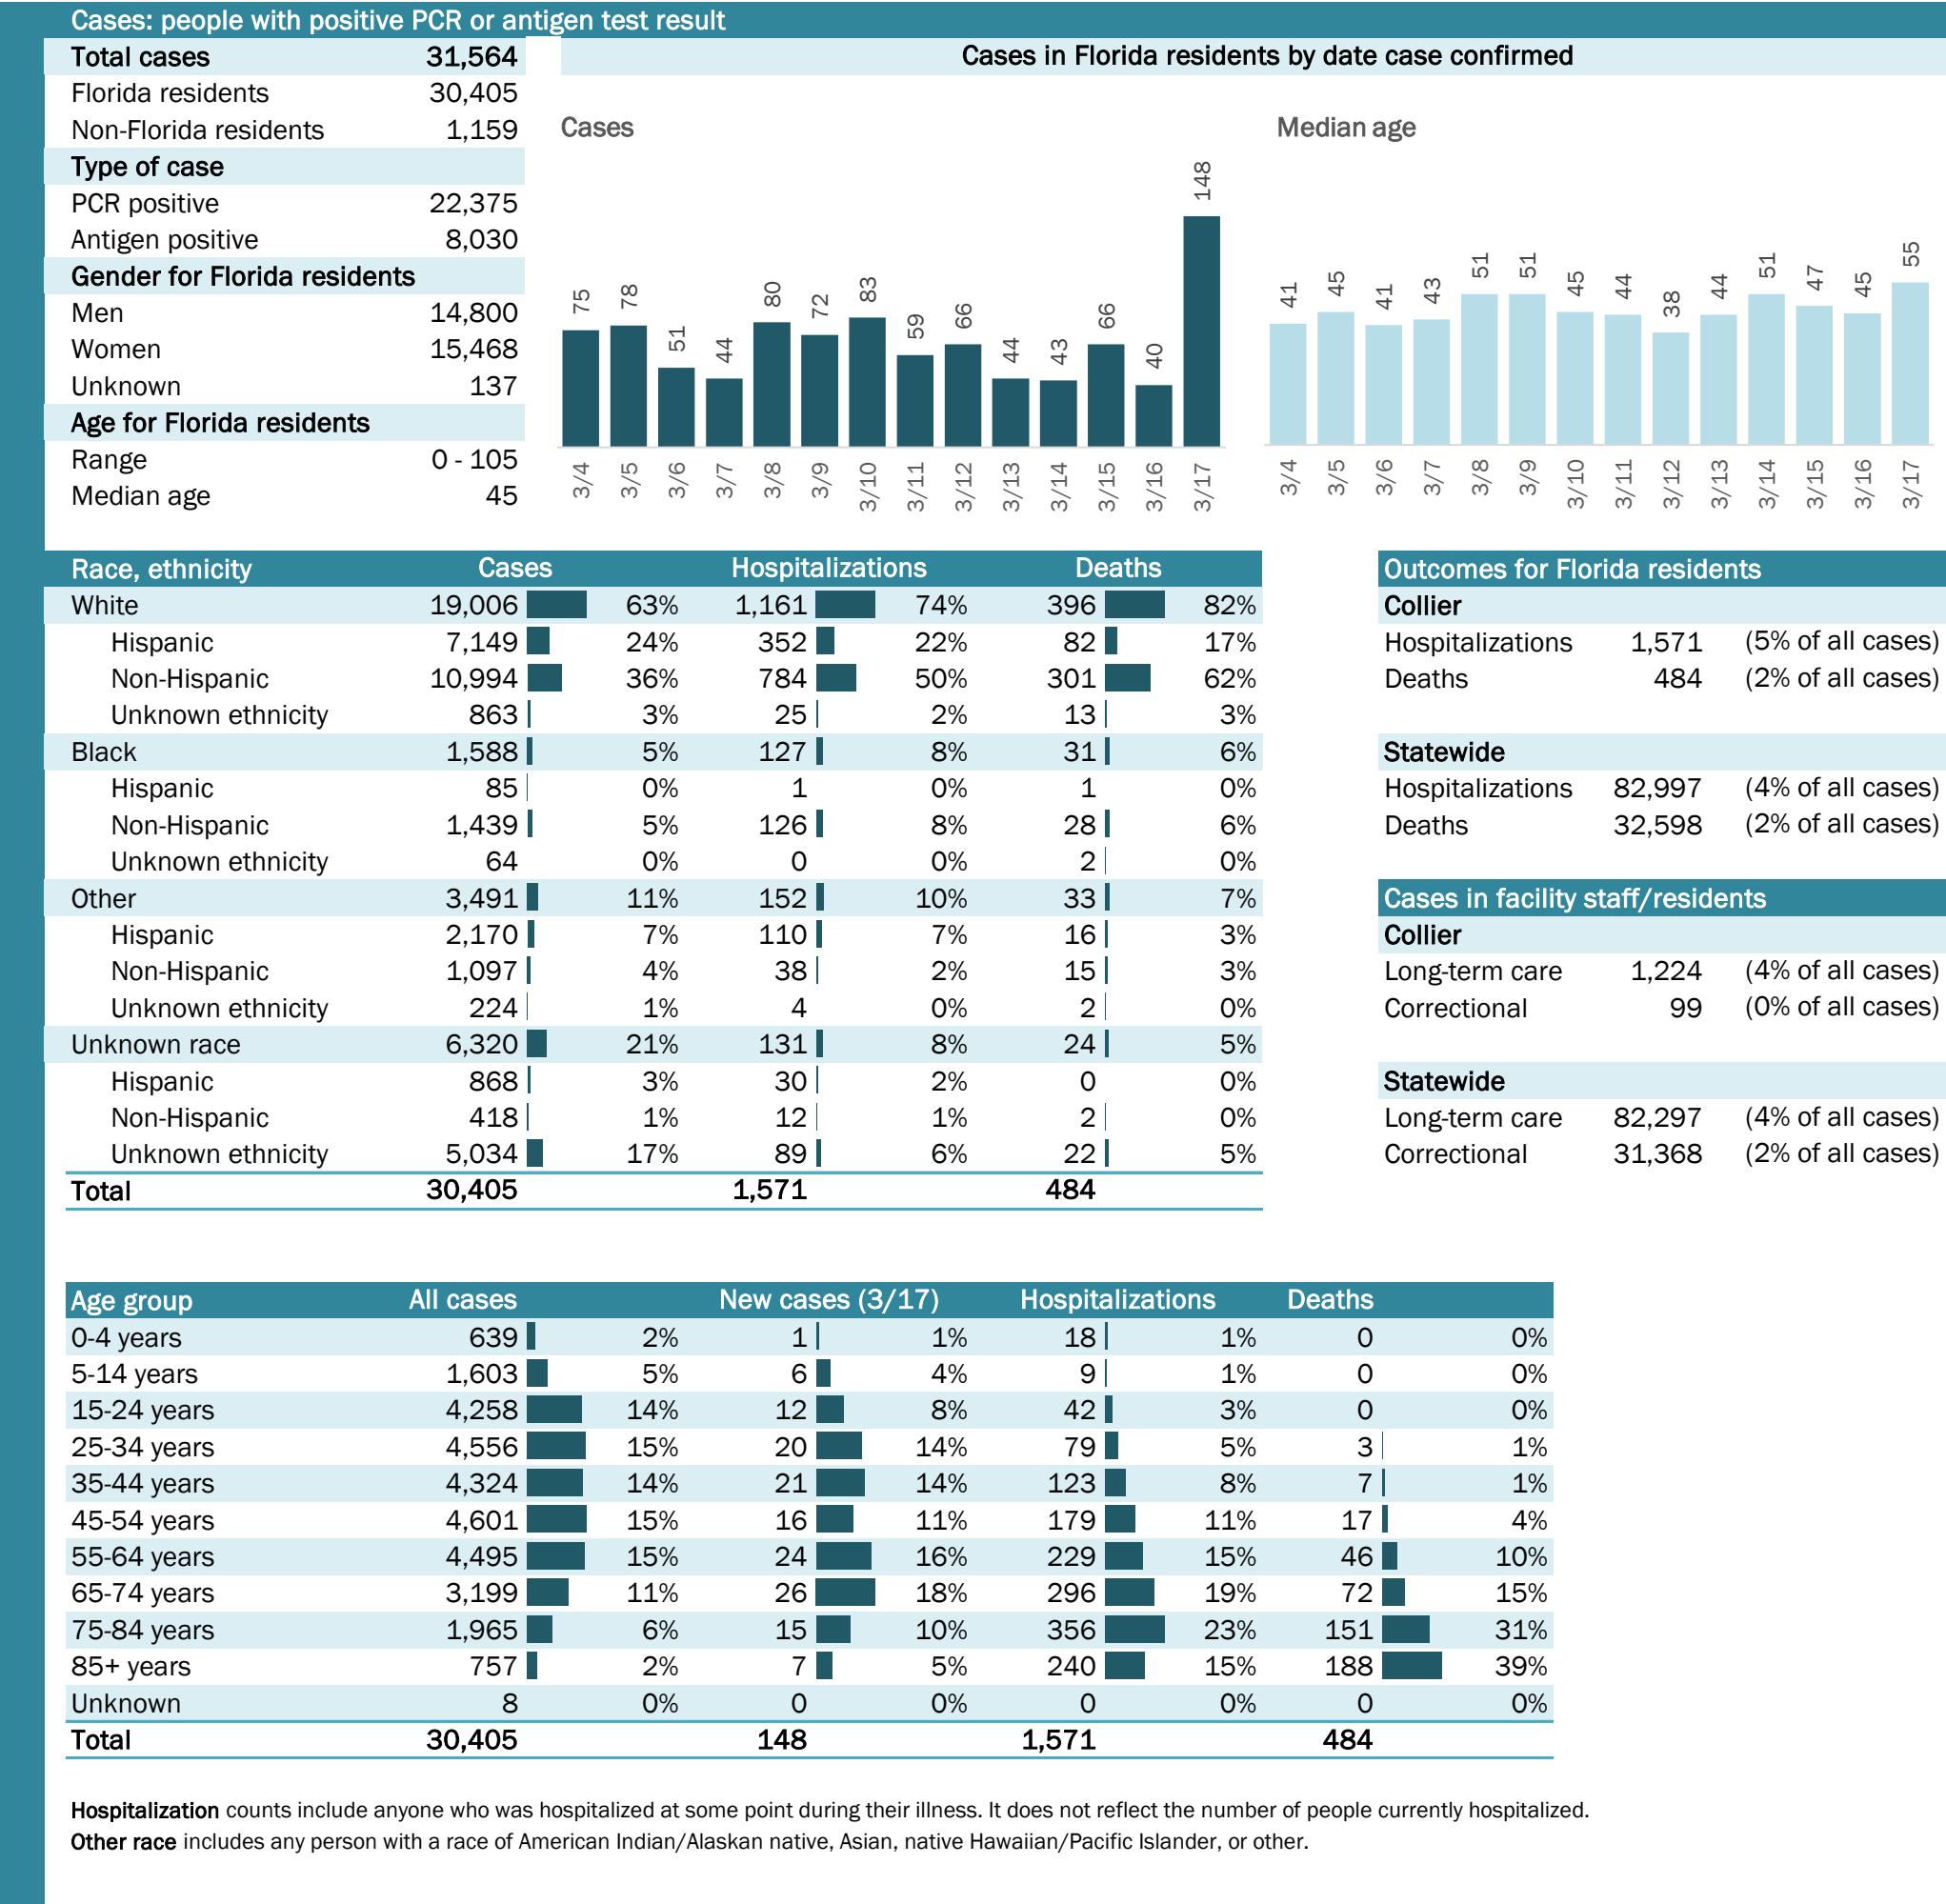 Cases: people with positive PCR or antigen test result
Total cases 31,564
Florida residents 30,405
Non-Florida residents 1,159
Type of case
PCR positive 22,375
Antigen positive 8,030
Gender for Florida residents
Men 14,800
Women 15,468
Unknown 137
Age for Florida residents
Range 0 - 105
Median age 45
Cases in Florida residents by date case confirmed
Cases
75 78 51 44 80 72 83 59 66 44 43 66 40 148
3/4 3/5 3/6 3/7 3/8 3/9 3/10 3/11 3/12 3/13 3/14 3/15 3/16 3/17
Median age
41 45 41 43 51 51 45 44 38 44 51 47 45 55
3/4 3/5 3/6 3/7 3/8 3/9 3/10 3/11 3/12 3/13 3/14 3/15 3/16 3/17
Race, ethnicity Cases Hospitalizations Deaths
White 19,006 63% 1,161 74% 396 82%
Hispanic 7,149 24% 352 22% 82 17%
Non-Hispanic 10,994 36% 784 50% 301 62%
Unknown ethnicity 863 3% 25 2% 13 3%
Black 1,588 5% 127 8% 31 6%
Hispanic 85 0% 1 0% 1 0%
Non-Hispanic 1,439 5% 126 8% 28 6%
Unknown ethnicity 64 0% 0 0% 2 0%
Other 3,491 11% 152 10% 33 7%
Hispanic 2,170 7% 110 7% 16 3%
Non-Hispanic 1,097 4% 38 2% 15 3%
Unknown ethnicity 224 1% 4 0% 2 0%
Unknown race 6,320 21% 131 8% 24 5%
Hispanic 868 3% 30 2% 0 0%
Non-Hispanic 418 1% 12 1% 2 0%
Unknown ethnicity 5,034 17% 89 6% 22 5%
Total 30,405 1,571 484
Outcomes for Florida residents
Collier
Hospitalizations 1,571 (5% of all cases)
Deaths 484 (2% of all cases)
Statewide
Hospitalizations 82,997 (4% of all cases)
Deaths 32,598 (2% of all cases)
Cases in facility staff/residents
Collier
Long-term care 1,224 (4% of all cases)
Correctional 99 (0% of all cases)
Statewide
Long-term care 82,297 (4% of all cases)
Correctional 31,368 (2% of all cases)
Age group All cases New cases (3/17) Hospitalizations Deaths
0-4 years 639 2% 1 1% 18 1% 0 0%
5-14 years 1,603 5% 6 4% 9 1% 0 0%
15-24 years 4,258 14% 12 8% 42 3% 0 0%
25-34 years 4,556 15% 20 14% 79 5% 3 1%
35-44 years 4,324 14% 21 14% 123 8% 7 1%
45-54 years 4,601 15% 16 11% 179 11% 17 4%
55-64 years 4,495 15% 24 16% 229 15% 46 10%
65-74 years 3,199 11% 26 18% 296 19% 72 15%
75-84 years 1,965 6% 15 10% 356 23% 151 31%
85+ years 757 2% 7 5% 240 15% 188 39%
Unknown 8 0% 0 0% 0 0% 0 0%
Total 30,405 148 1,571 484
Hospitalization counts include anyone who was hospitalized at some point during their illness. It does not reflect the number of people currently hospitalized.
Other race includes any person with a race of American Indian/Alaskan native, Asian, native Hawaiian/Pacific Islander, or other.